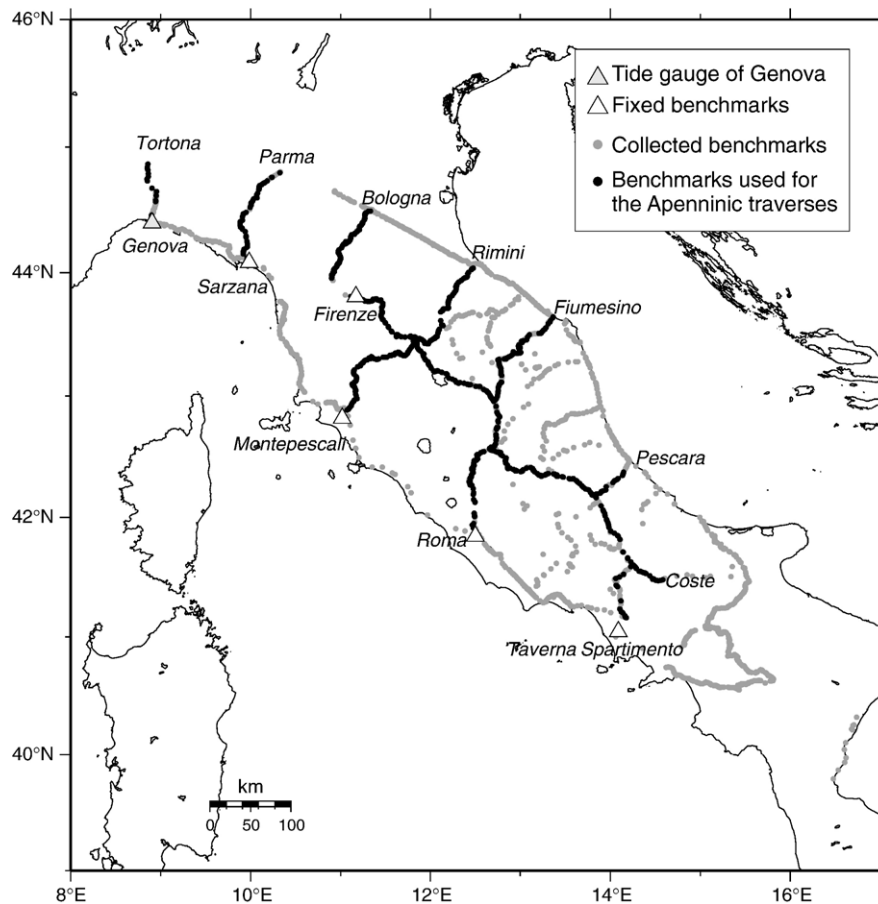 46°N
Tide gauge of Genova
Fixed benchmarks
Collected benchmarks
Benchmarks used for
the Apenninic traverses
Tortona
Parma
Bologna
Genova
44°N
Rimini
Sarzana
Firenze
Fiumesino
Montepescali
Pescara
42°N
Roma
Coste
Taverna Spartimento
40°N
km
0 50 100
8°E 10°E 12°E 14°E 16°E